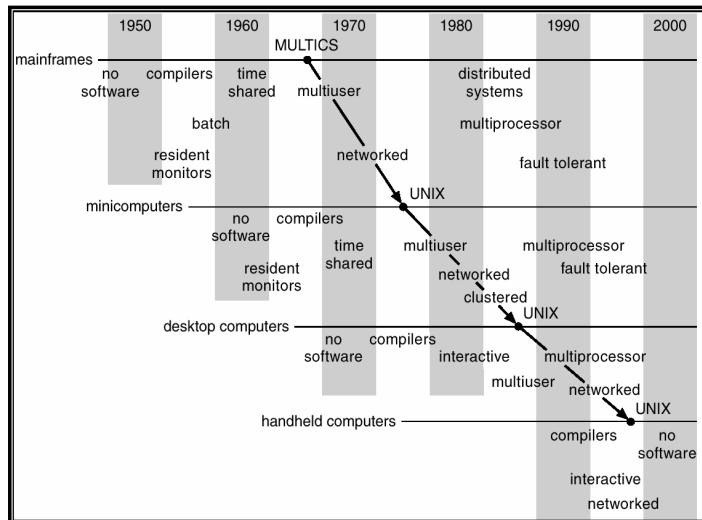 1950 1960 1970 1980 1990 2000
MULTICS
mainframes
no
software
compilers
time
shared
multiuser
distributed
systems
batch
multiprocessor
resident
monitors
networked
fault tolerant
UNIX
minicomputers
no
software
compilers
time
shared
multiuser
multiprocessor
resident
monitors
networked
fault tolerant
clustered
UNIX
desktop computers
no
software
compilers
interactive
multiprocessor
multiuser
networked
UNIX
handheld computers
compilers
no
software
interactive
networked